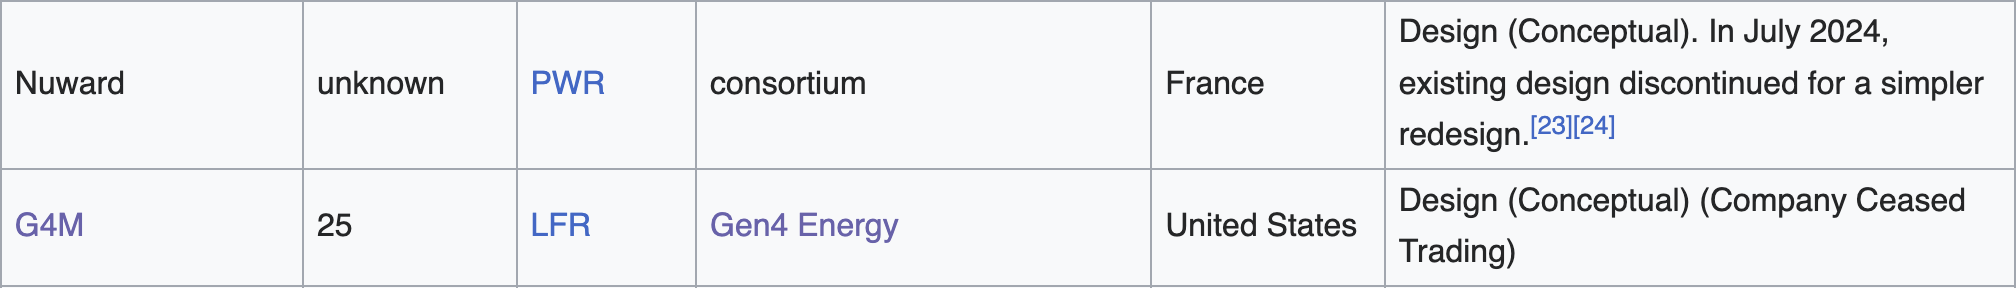 Nuward unknown PWR consortium France Design (Conceptual). In July 2024,
existing design discontinued for a simpler
redesign.[23][24]
G4M 25 LFR Gen4 Energy United States Design (Conceptual) (Company Ceased
Trading)